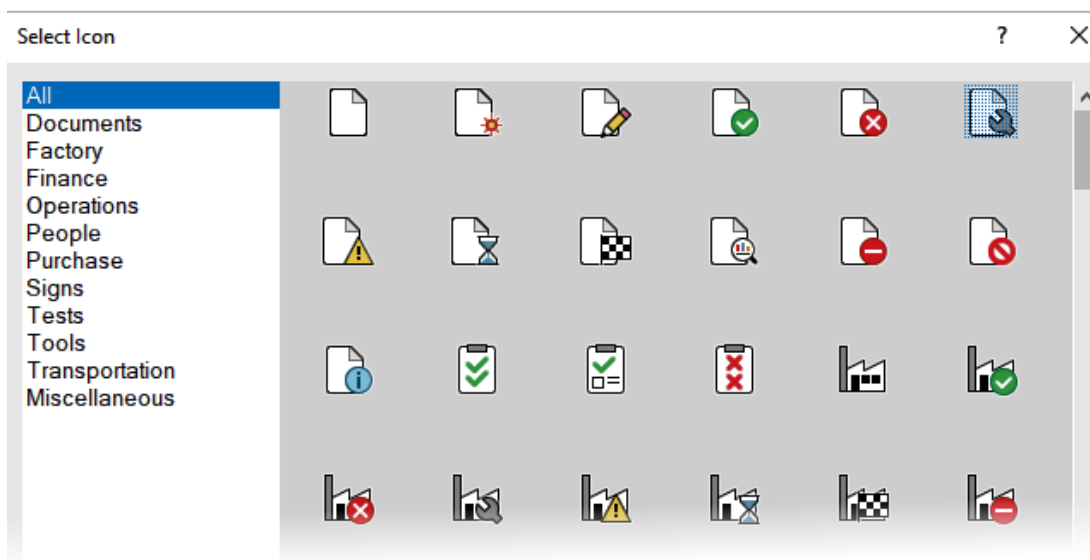 Select Icon
?
All
Documents
Factory
Finance
Operations
People
Purchase
Signs
Tests
Tools
Transportation
Miscellaneous